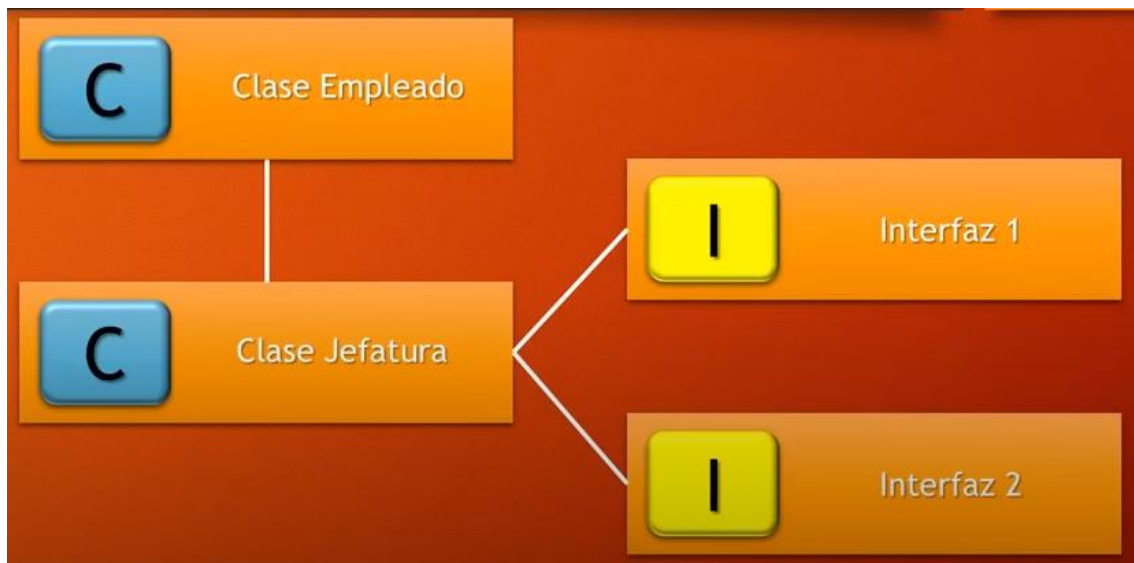 C
Clase Empleado
I
Interfaz 1
C
Clase Jefatura
I
Interfaz 2